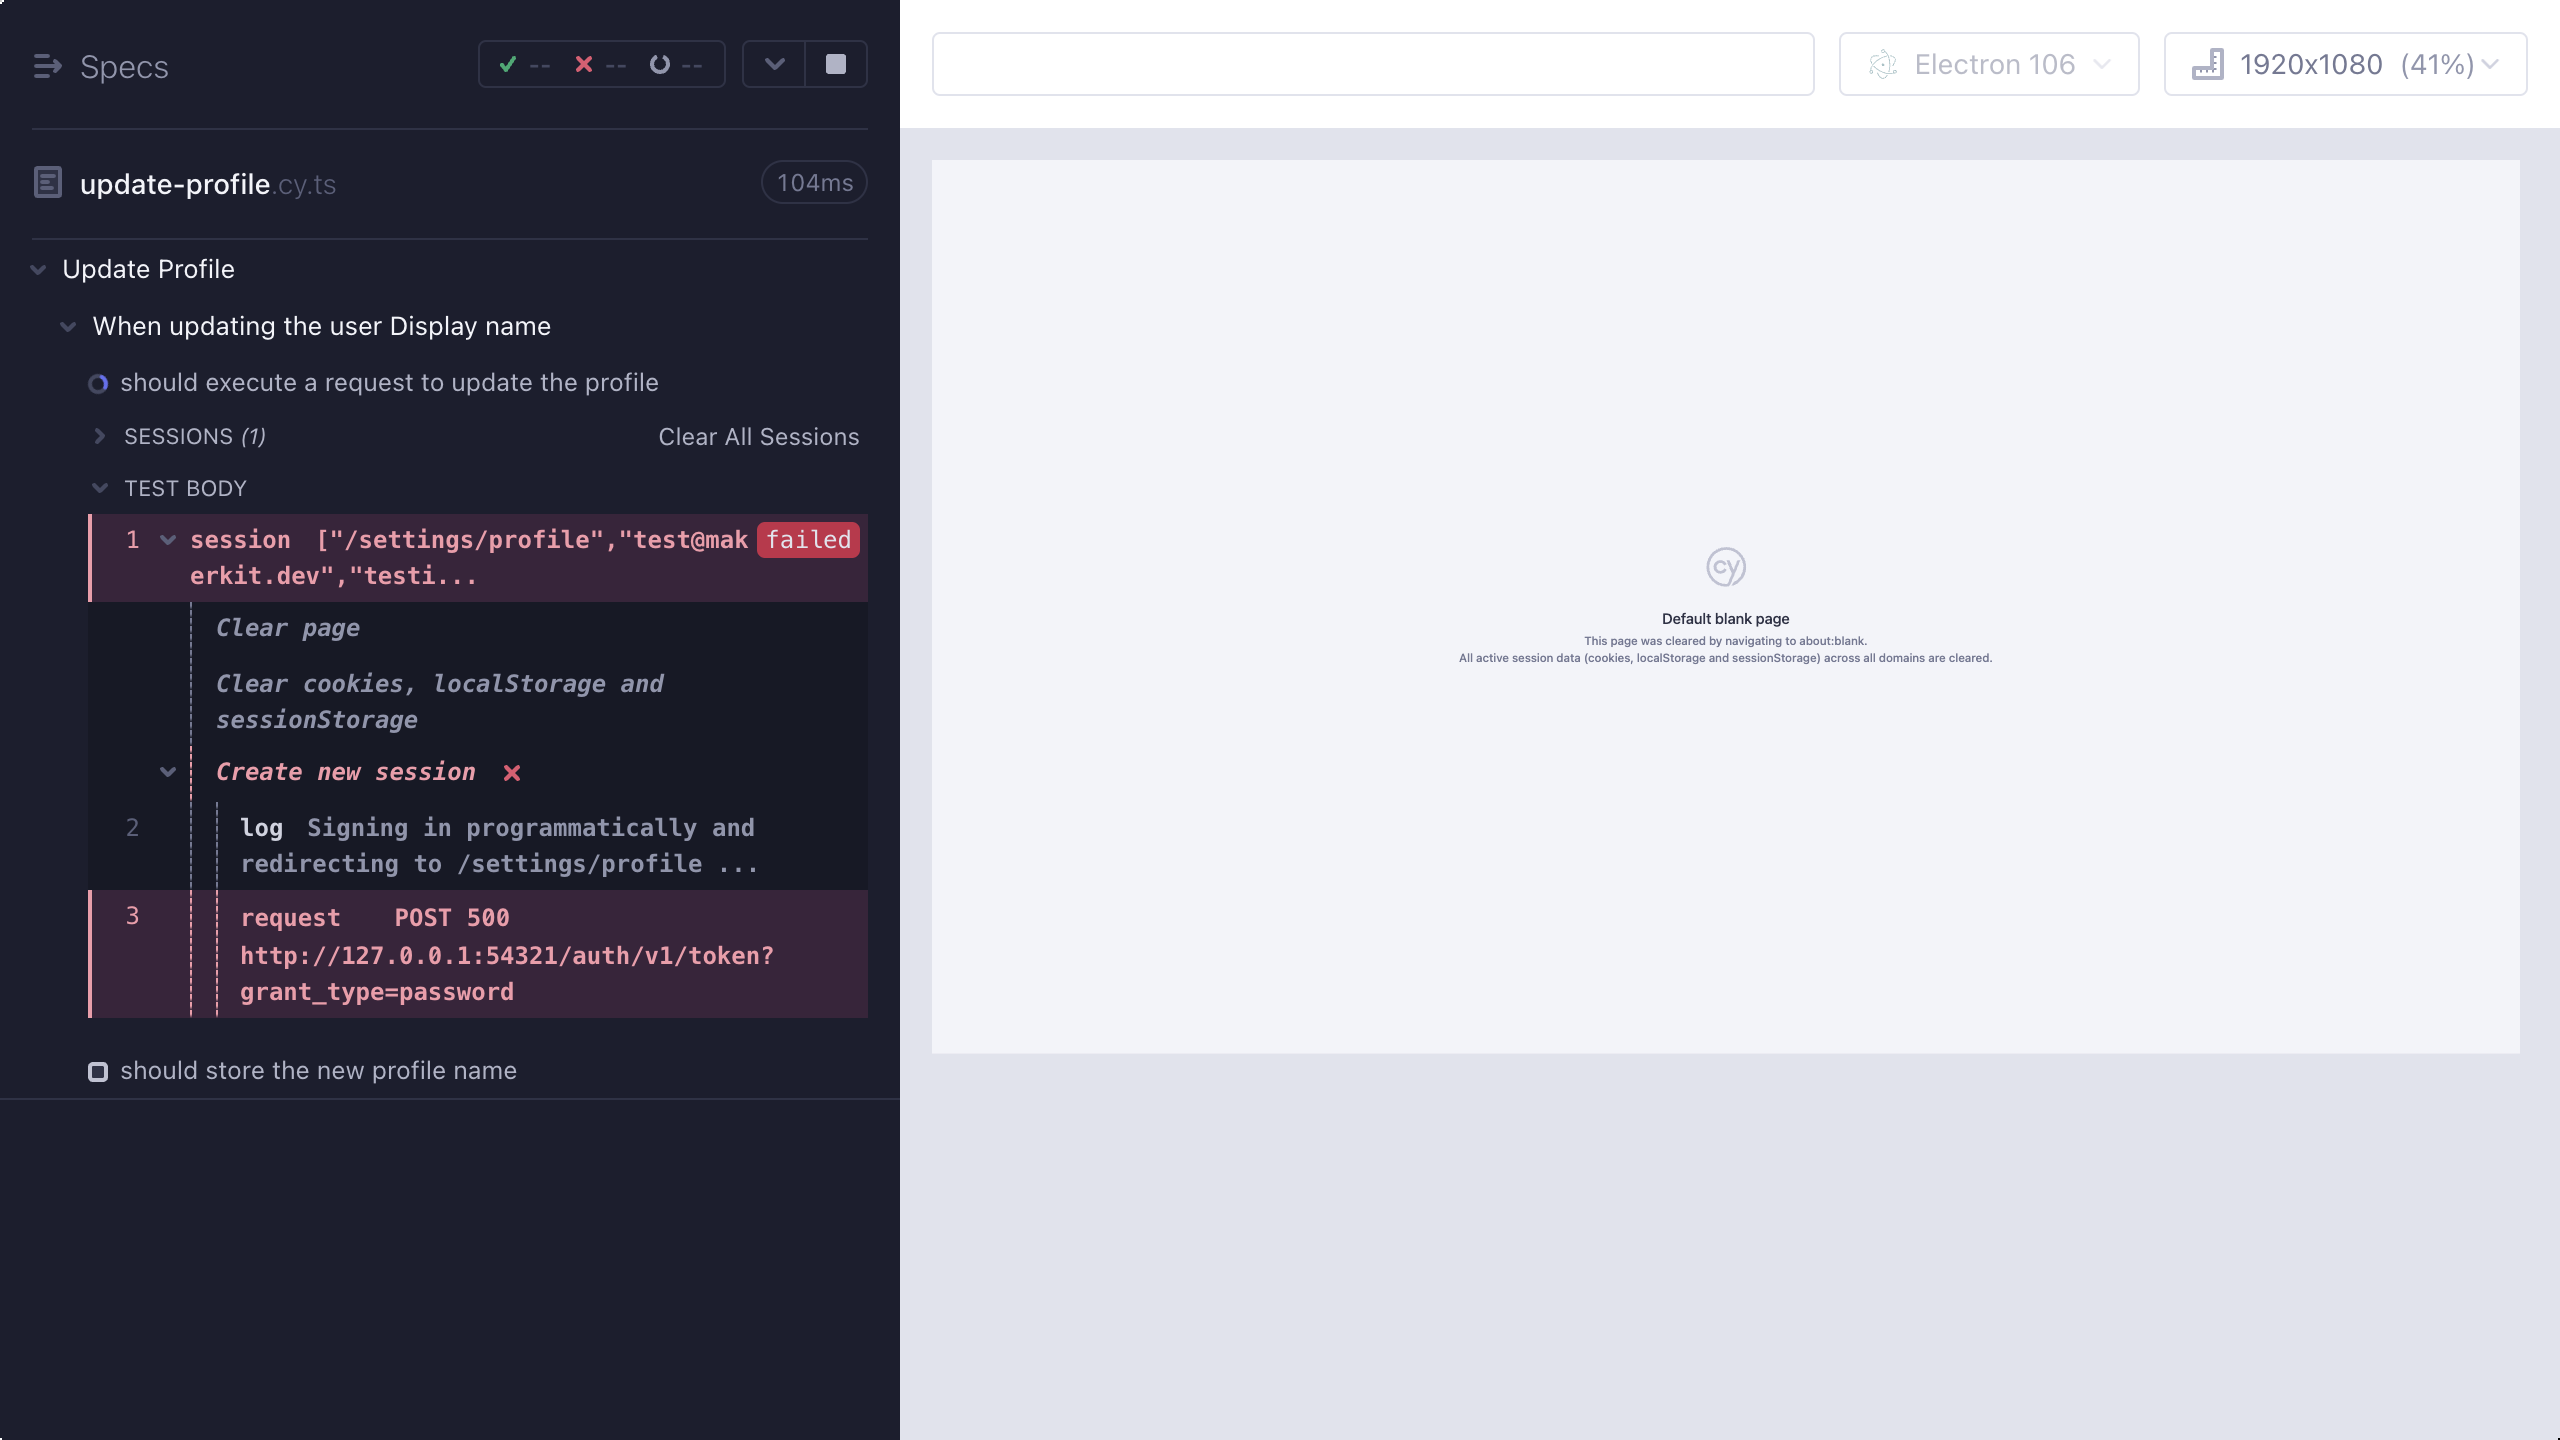 Specs
-- -- --
update-profile.cy.ts
104ms
Update Profile
When updating the user Display name
should execute a request to update the profile
SESSIONS (1)
Clear All Sessions
TEST BODY
1 session ["/settings/profile","test@mak failed
erkit.dev","testi...
Clear page
Clear cookies, localStorage and
sessionStorage
Create new session
2 log Signing in programmatically and
redirecting to /settings/profile ...
3 request POST 500
http://127.0.0.1:54321/auth/v1/token?
grant_type=password
should store the new profile name
Electron 106
1920x1080 (41%)
cy
Default blank page
This page was cleared by navigating to about:blank.
All active session data (cookies, localStorage and sessionStorage) across all domains are cleared.